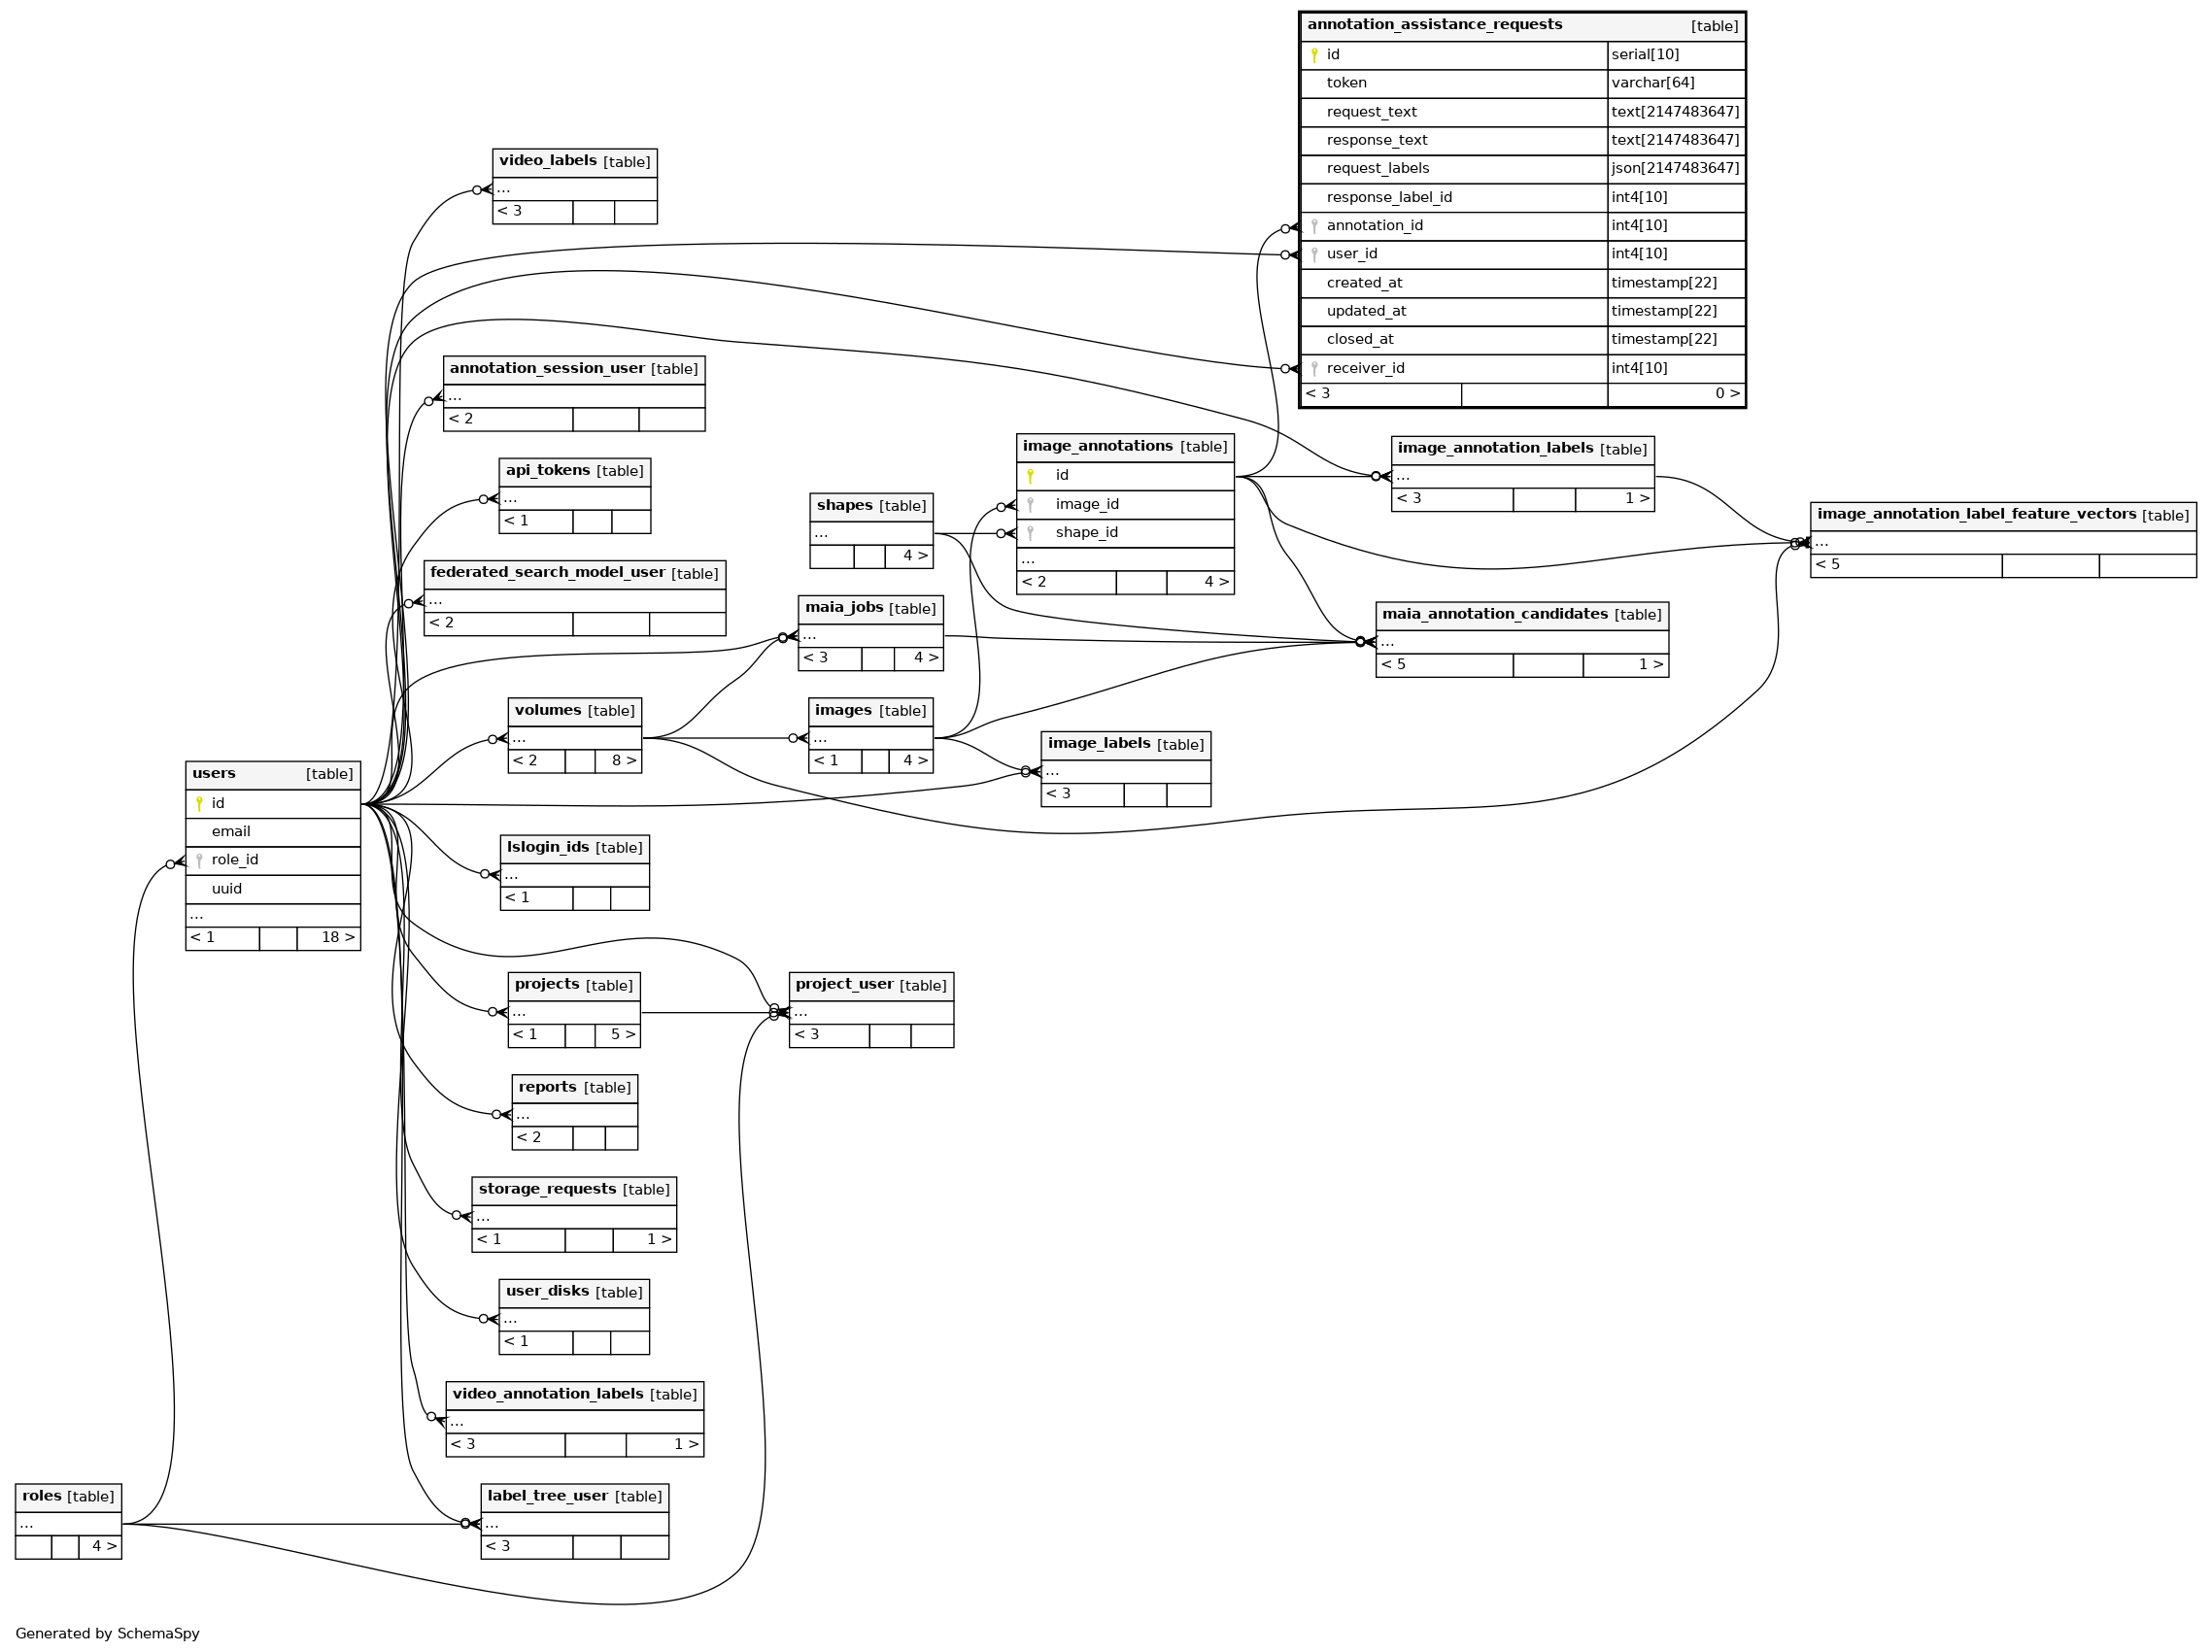 annotation_assistance_requests [table]
id serial[10]
token varchar[64]
request_text text[2147483647]
response_text text[2147483647]
request_labels json[2147483647]
response_label_id int4[10]
annotation_id int4[10]
user_id int4[10]
created_at timestamp[22]
updated_at timestamp[22]
closed_at timestamp[22]
receiver_id int4[10]
< 3 0 >
video_labels [table]
...
< 3
annotation_session_user [table]
...
< 2
api_tokens [table]
...
< 1
federated_search_model_user [table]
...
< 2
shapes [table]
...
4 >
image_annotations [table]
id
image_id
shape_id
...
< 2 4 >
image_annotation_labels [table]
...
< 3 1 >
image_annotation_label_feature_vectors [table]
...
< 5
maia_jobs [table]
...
< 3 4 >
maia_annotation_candidates [table]
...
< 5 1 >
volumes [table]
...
< 2 8 >
images [table]
...
< 1 4 >
image_labels [table]
...
< 3
users [table]
id
email
role_id
uuid
...
< 1 18 >
lslogin_ids [table]
...
< 1
projects [table]
...
< 1 5 >
project_user [table]
...
< 3
reports [table]
...
< 2
storage_requests [table]
...
< 1 1 >
user_disks [table]
...
< 1
video_annotation_labels [table]
...
< 3 1 >
roles [table]
...
4 >
label_tree_user [table]
...
< 3
Generated by SchemaSpy